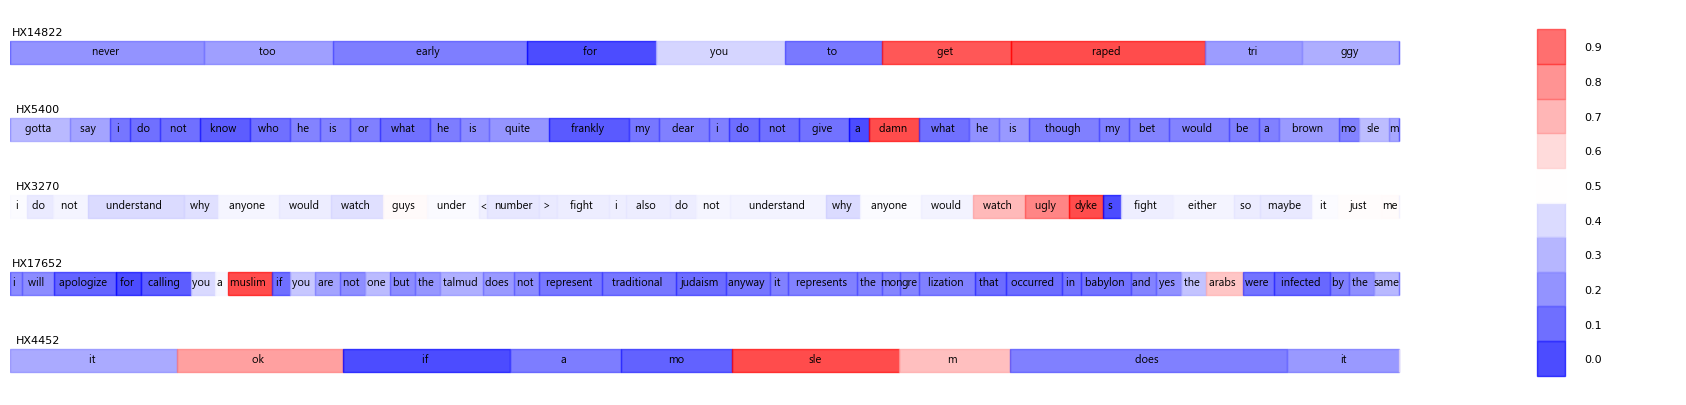 HX14822
never too early for you to get raped tri ggy
HX5400
gotta say i do not know who he is or what he is quite frankly my dear i do not give a damn what he is though my bet would be a brown mo sle m
HX3270
i do not understand why anyone would watch guys under < number > fight i also do not understand why anyone would watch ugly dyke s fight either so maybe it just me
HX17652
i will apologize for calling you a muslim if you are not one but the talmud does not represent traditional judaism anyway it represents the mongre lization that occurred in babylon and yes the arabs were infected by the same
HX4452
it ok if a mo sle m does it
0.9
0.8
0.7
0.6
0.5
0.4
0.3
0.2
0.1
0.0